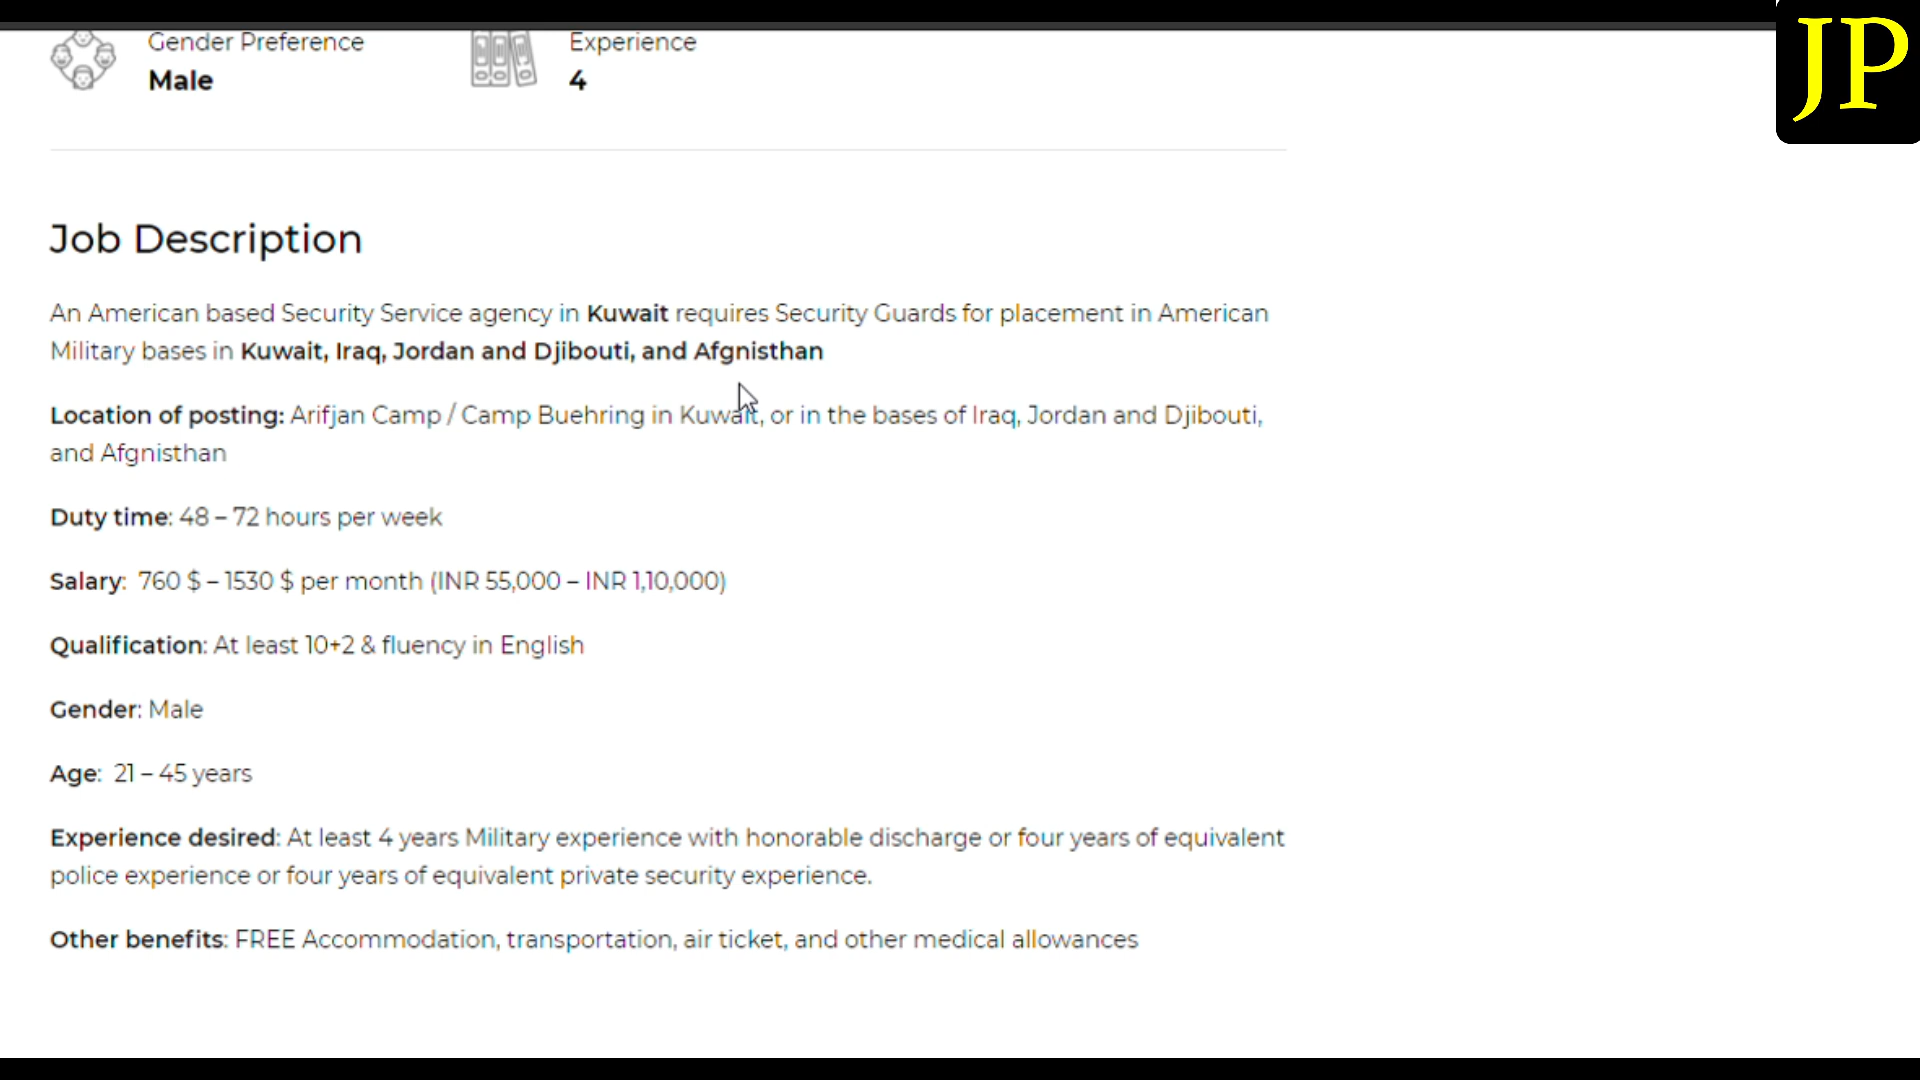 JP
Gender Preference
Male
Experience
4
Job Description
An American based Security Service agency in Kuwait requires Security Guards for placement in American
Military bases in Kuwait, Iraq, Jordan and Djibouti, and Afgnisthan
Location of posting: Arifjan Camp / Camp Buehring in Kuwait, or in the bases of Iraq, Jordan and Djibouti,
and Afgnisthan
Duty time: 48 – 72 hours per week
Salary: 760 $ – 1530 $ per month (INR 55,000 – INR 1,10,000)
Qualification: At least 10+2 & fluency in English
Gender: Male
Age: 21 – 45 years
Experience desired: At least 4 years Military experience with honorable discharge or four years of equivalent
police experience or four years of equivalent private security experience.
Other benefits: FREE Accommodation, transportation, air ticket, and other medical allowances